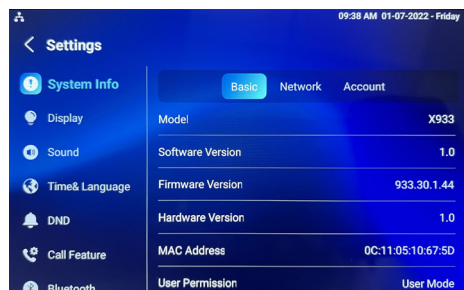 09:38 AM 01-07-2022 - Friday
Settings
System Info
Display
Sound
Time& Language
DND
Call Feature
Bluetooth
Basic Network Account
Model X933
Software Version 1.0
Firmware Version 933.30.1.44
Hardware Version 1.0
MAC Address 0C:11:05:10:67:5D
User Permission User Mode